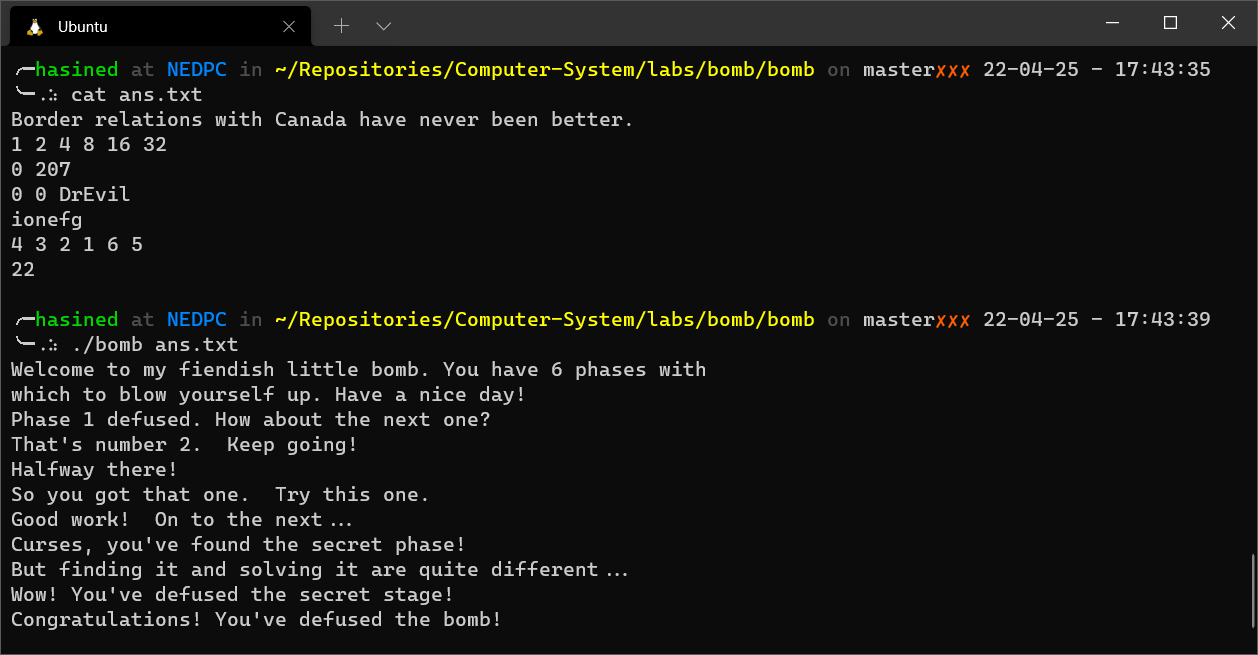 Ubuntu
╭─hasined at NEDPC in ~/Repositories/Computer-System/labs/bomb/bomb on master✗✗✗ 22-04-25 - 17:43:35
╰─⠠⠵ cat ans.txt
Border relations with Canada have never been better.
1 2 4 8 16 32
0 207
0 0 DrEvil
ionefg
4 3 2 1 6 5
22
╭─hasined at NEDPC in ~/Repositories/Computer-System/labs/bomb/bomb on master✗✗✗ 22-04-25 - 17:43:39
╰─⠠⠵ ./bomb ans.txt
Welcome to my fiendish little bomb. You have 6 phases with
which to blow yourself up. Have a nice day!
Phase 1 defused. How about the next one?
That's number 2.  Keep going!
Halfway there!
So you got that one.  Try this one.
Good work!  On to the next...
Curses, you've found the secret phase!
But finding it and solving it are quite different...
Wow! You've defused the secret stage!
Congratulations! You've defused the bomb!